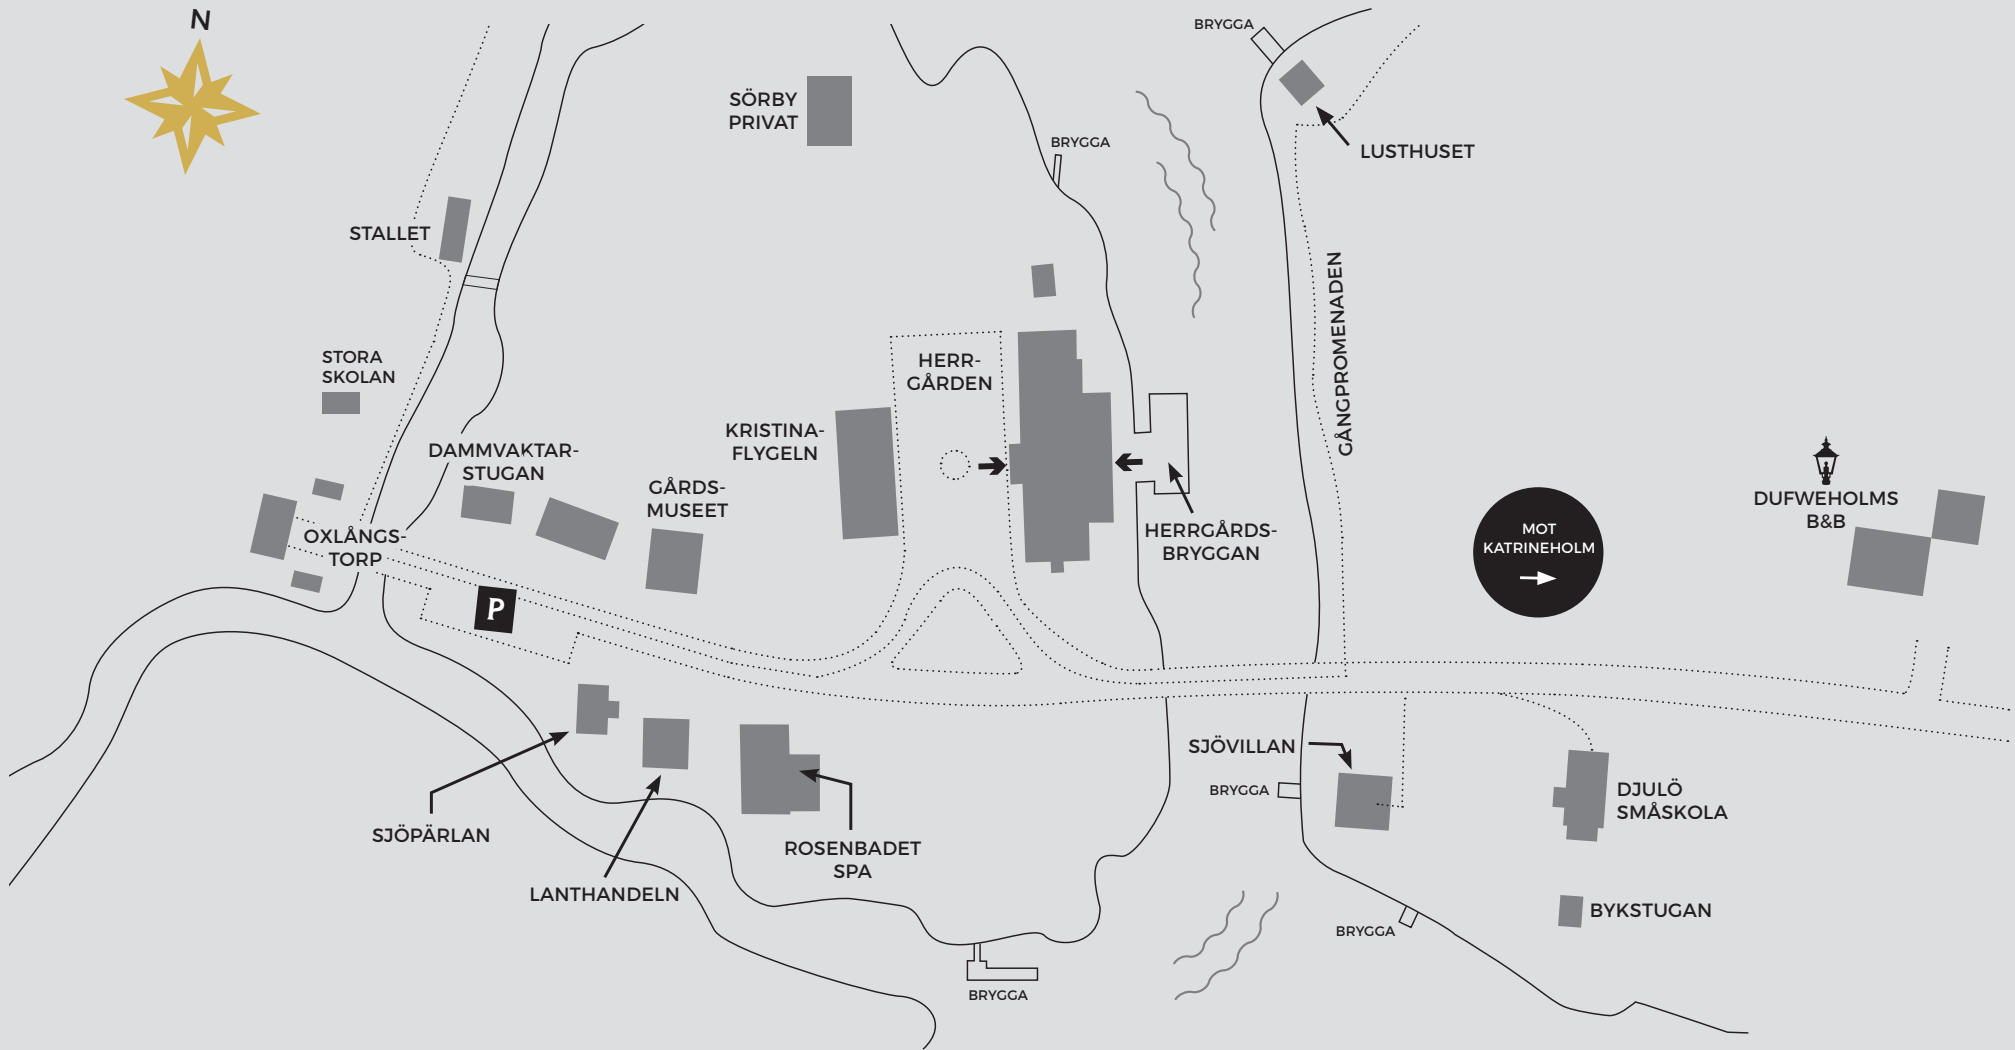 N
BRYGGA
SÖRBY
PRIVAT
BRYGGA
LUSTHUSET
STALLET
GÅNGPROMENADEN
STORA
SKOLAN
HERR-
GÅRDEN
KRISTINA-
FLYGELN
DAMMVAKTAR-
STUGAN
GÅRDS-
MUSEET
OXLÅNGS-
TORP
HERRGÅRDS-
BRYGGAN
MOT
KATRINEHOLM
DUFWEHOLMS
B&B
P
SJÖVILLAN
BRYGGA
DJULÖ
SMÅSKOLA
SJÖPÄRLAN
ROSENBADET
SPA
LANTHANDELN
BYKSTUGAN
BRYGGA
BRYGGA